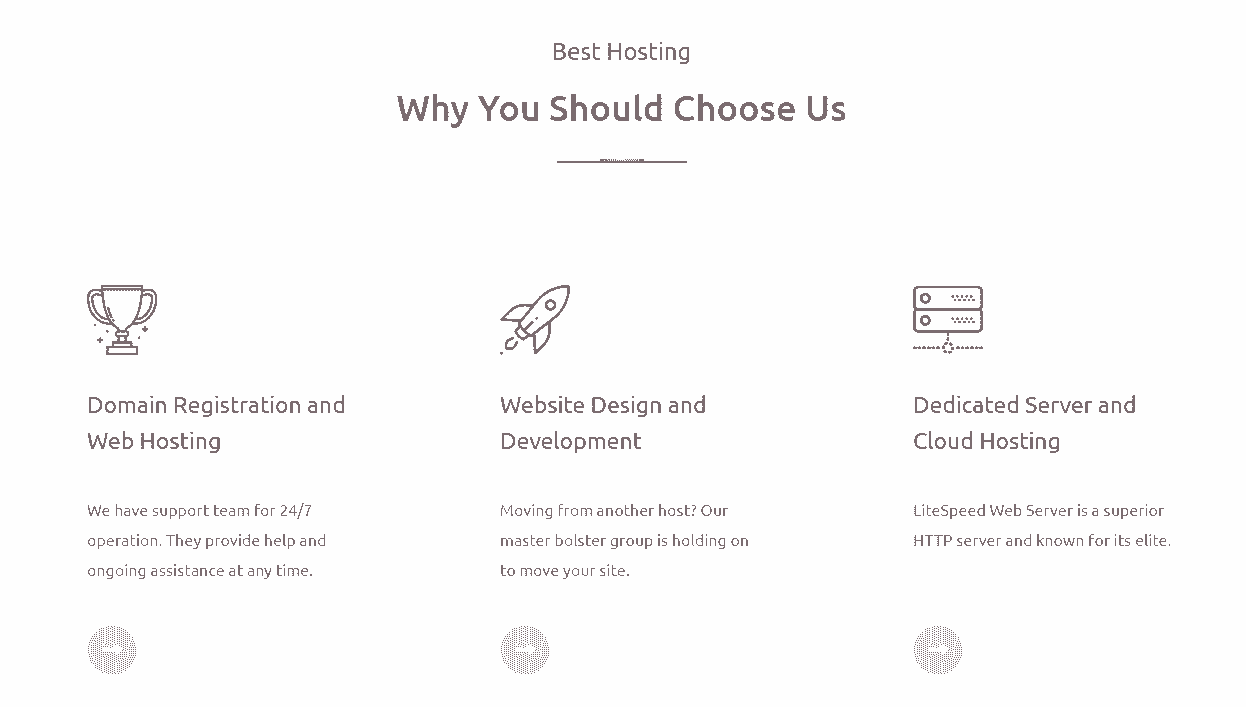 Best Hosting
Why You Should Choose Us
Domain Registration and
Web Hosting
We have support team for 24/7
operation. They provide help and
ongoing assistance at any time.
Website Design and
Development
Moving from another host? Our
master bolster group is holding on
to move your site.
Dedicated Server and
Cloud Hosting
LiteSpeed Web Server is a superior
HTTP server and known for its elite.